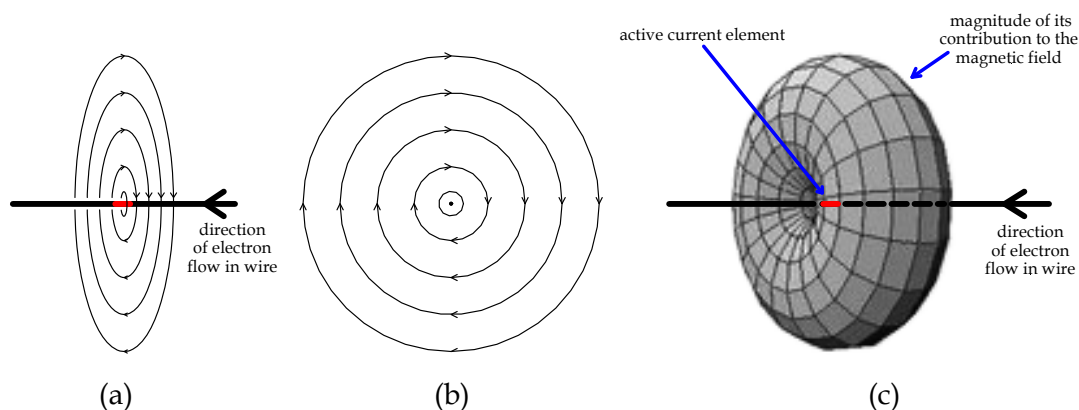 direction
of electron
flow in wire
(a)
(b)
active current element
magnitude of its
contribution to the
magnetic field
direction
of electron
flow in wire
(c)